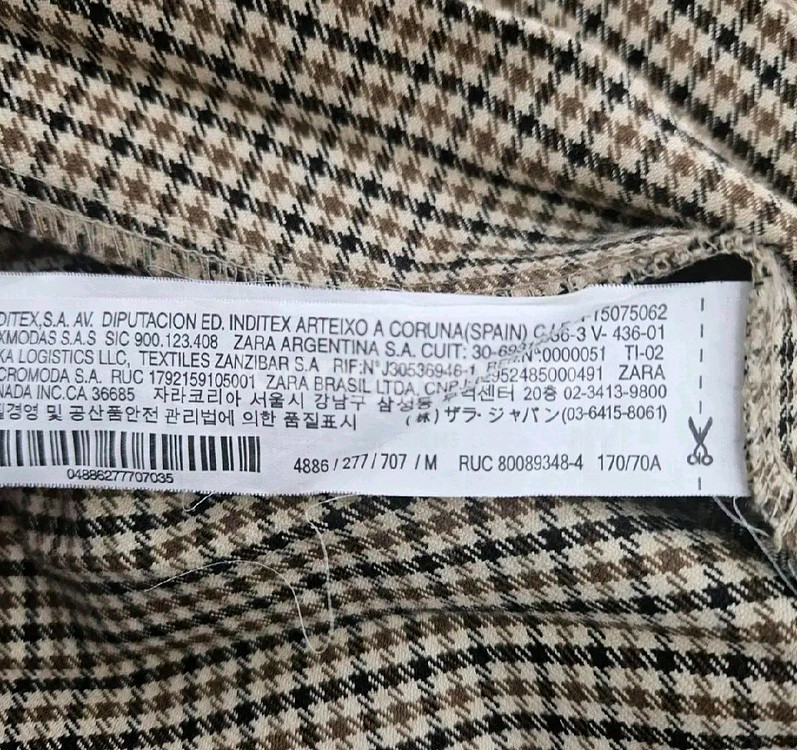 DITEX,S.A. AV. DIPUTACION ED. INDITEX ARTEIXO A CORUNA(SPAIN) 15075062
XMODAS S.A.S SIC 900.123.408 ZARA ARGENTINA S.A. CUIT: V- 436-01
KA LOGISTICS LLC, TEXTILES ZANZIBAR S.A RIF:N°J30536946-1 N°0000051 TI-02
CROMODA S.A. RUC 1792159105001 ZARA BRASIL LTDA, ZARA
NADA INC.CA 36685 자라코리아 서울시 강남구 삼성동 20층 02-3413-9800
경영 및 공산품안전 관리법에 의한 품질표시 (株) ザラ・ジャパン(03-6415-8061)
04886277707035 4886 / 277 / 707 / M RUC 80089348-4 170/70A